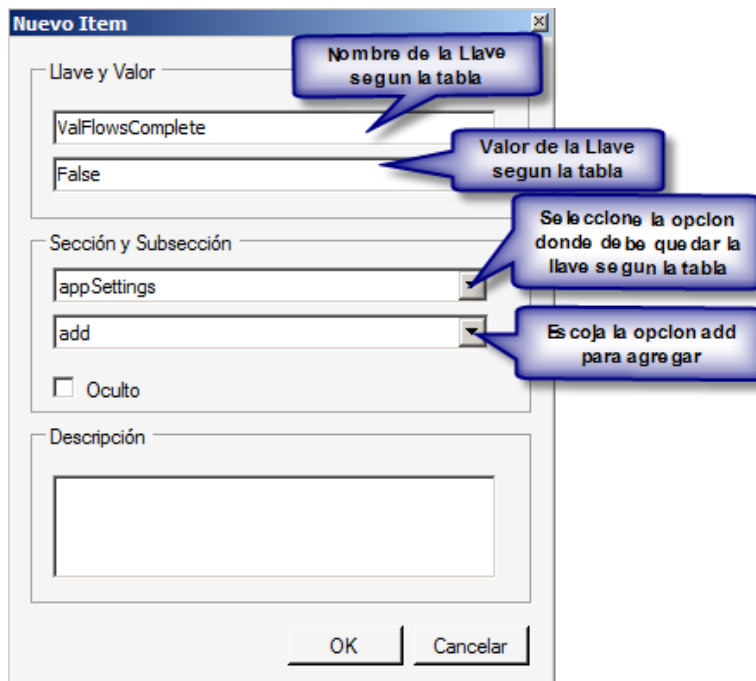 Nuevo Item
Nombre de la Llave
segun la tabla
Llave y Valor
ValFlowsComplete
Valor de la Llave
segun la tabla
False
Seleccione la opcion
donde debe quedar la
llave segun la tabla
Sección y Subsección
appSettings
add
Escoja la opcion add
para agregar
Oculto
Descripción
OK
Cancelar